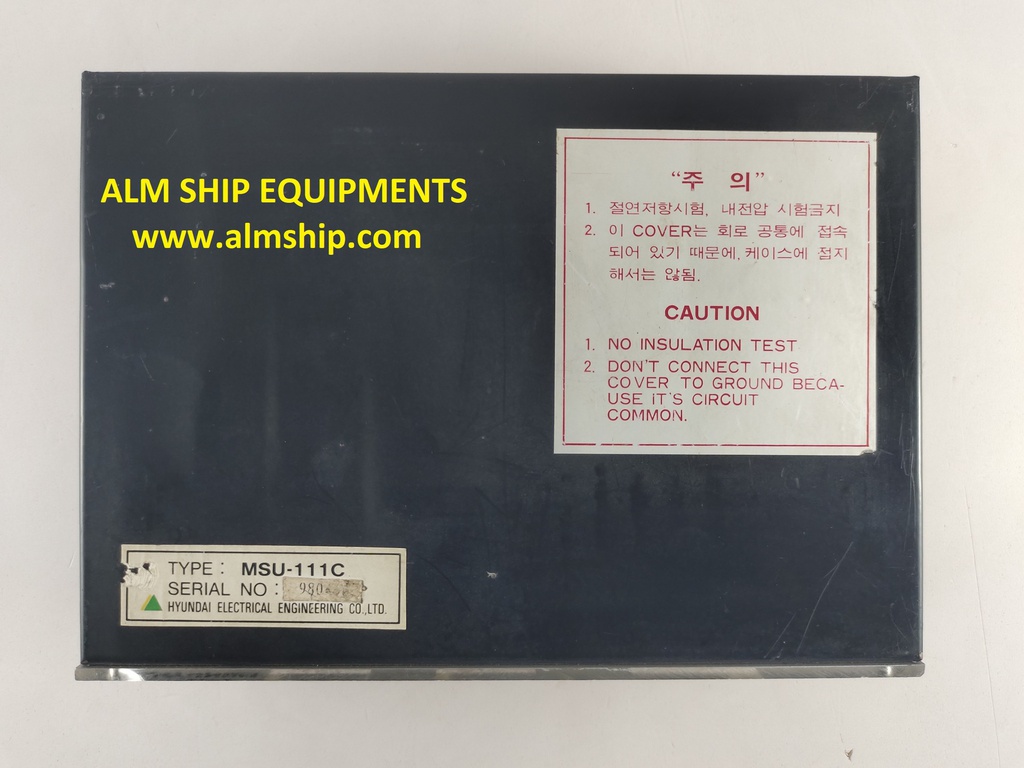 ALM SHIP EQUIPMENTS
www.almship.com
“주 의”
1. 절연저항시험, 내전압 시험금지
2. 이 COVER는 회로 공통에 접속
되어 있기 때문에, 케이스에 접지
해서는 않됨.
CAUTION
1. NO INSULATION TEST
2. DON'T CONNECT THIS
COVER TO GROUND BECA-
USE IT'S CIRCUIT
COMMON.
TYPE : MSU-111C
SERIAL NO :
HYUNDAI ELECTRICAL ENGINEERING CO.,LTD.